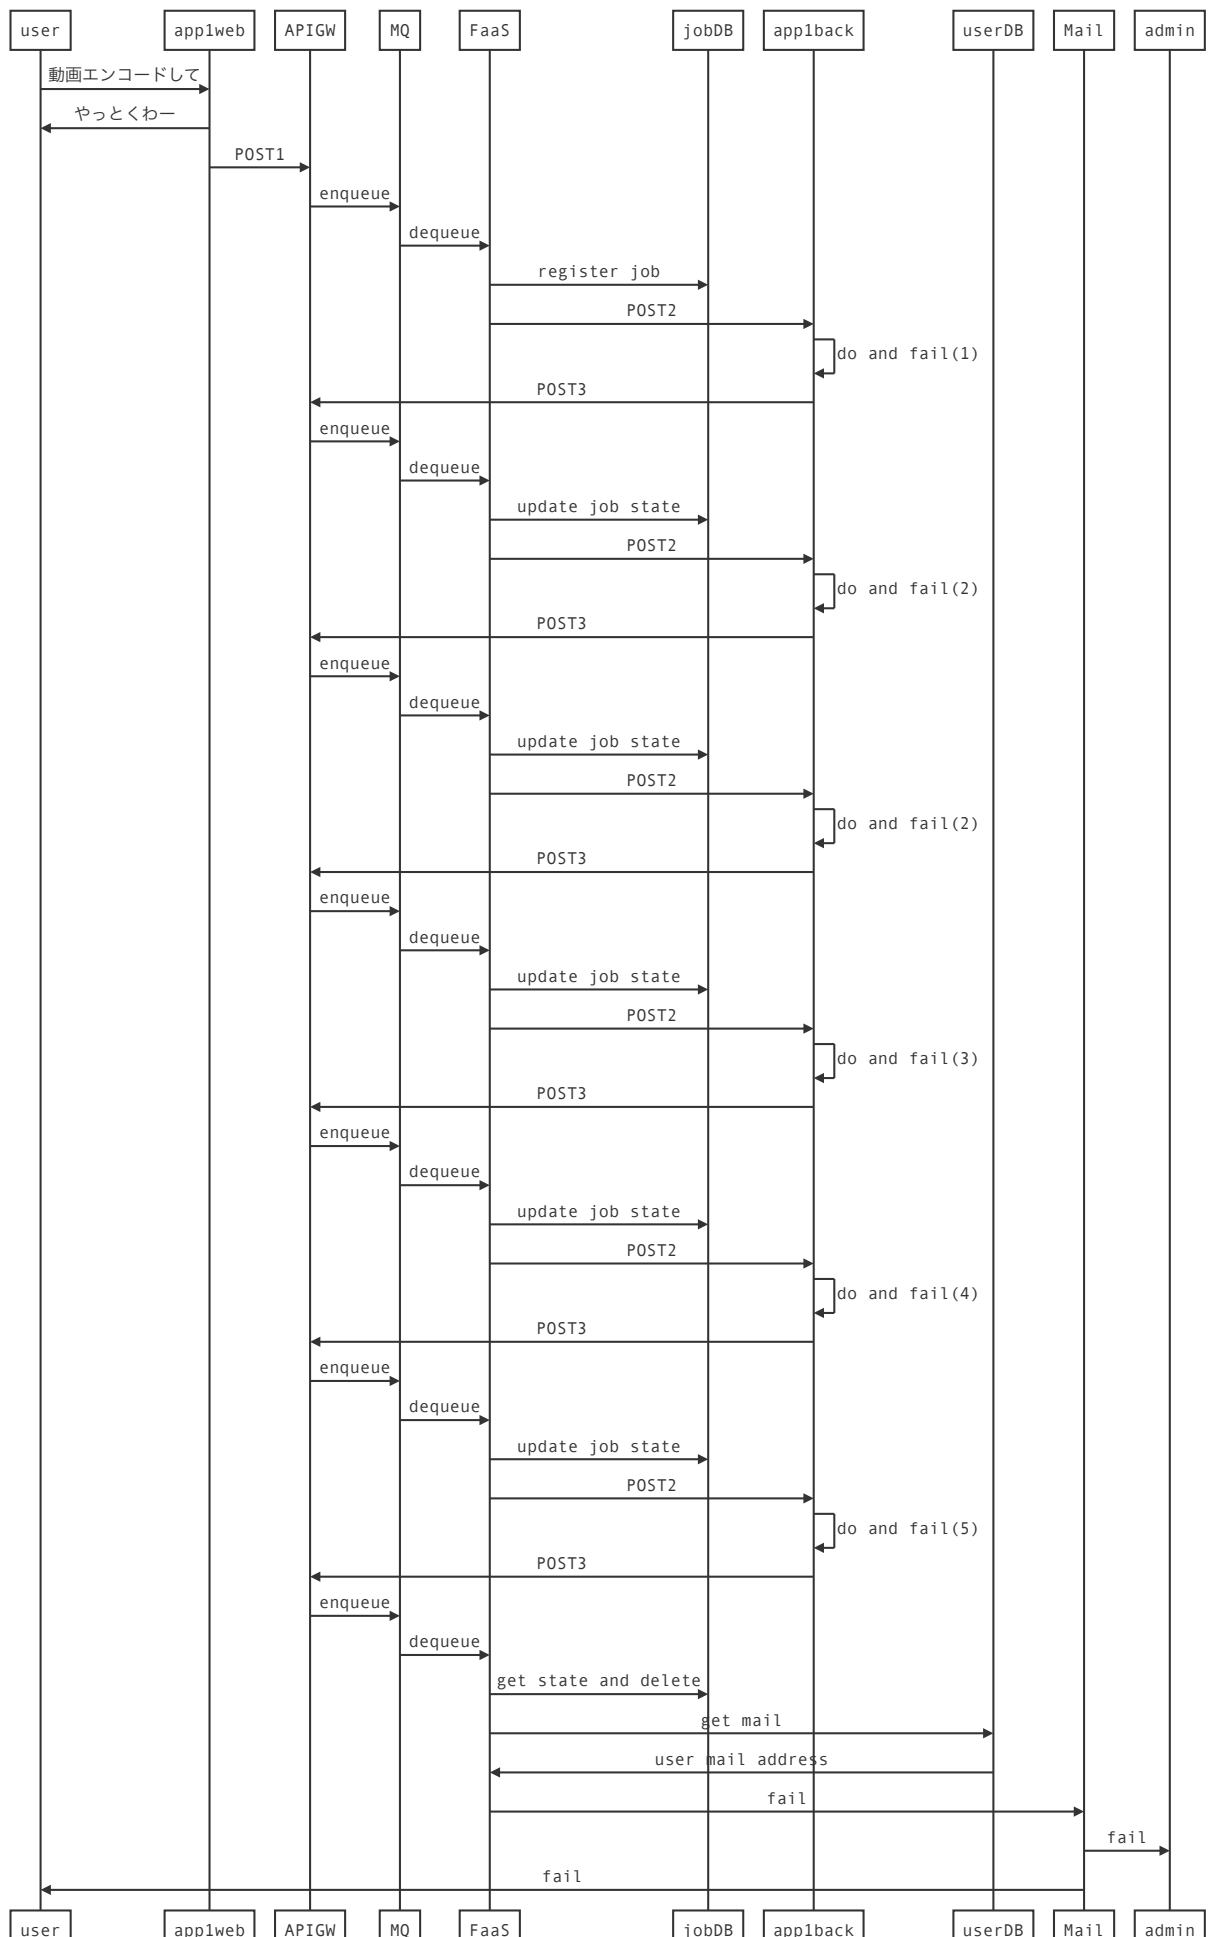 user app1web APIGW MQ FaaS jobDB app1back userDB Mail admin
動画エンコードして
やっとくわー
POST1
enqueue
dequeue
register job
POST2
do and fail(1)
POST3
enqueue
dequeue
update job state
POST2
do and fail(2)
POST3
enqueue
dequeue
update job state
POST2
do and fail(2)
POST3
enqueue
dequeue
update job state
POST2
do and fail(3)
POST3
enqueue
dequeue
update job state
POST2
do and fail(4)
POST3
enqueue
dequeue
update job state
POST2
do and fail(5)
POST3
enqueue
dequeue
get state and delete
get mail
user mail address
fail
fail
fail
user app1web APIGW MQ FaaS jobDB app1back userDB Mail admin